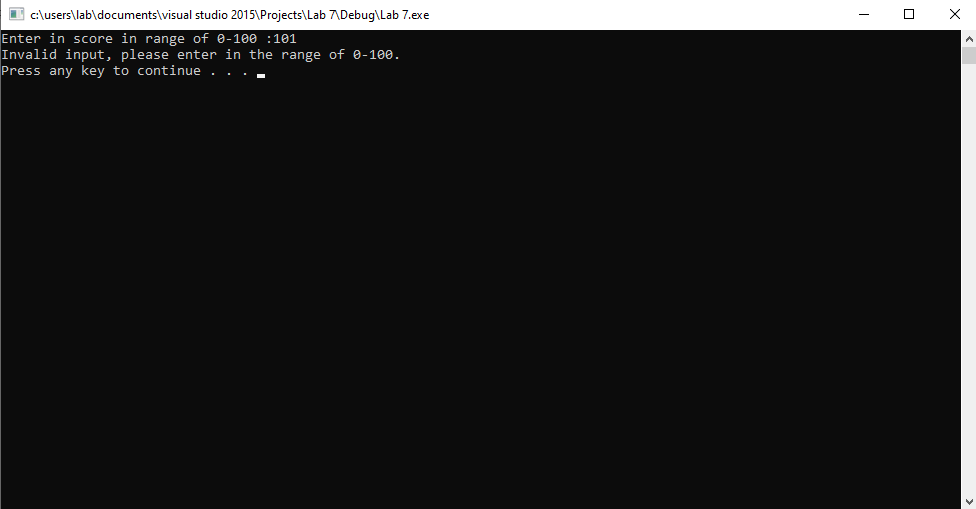 c:\users\lab\documents\visual studio 2015\Projects\Lab 7\Debug\Lab 7.exe
Enter in score in range of 0-100 :101
Invalid input, please enter in the range of 0-100.
Press any key to continue . . .